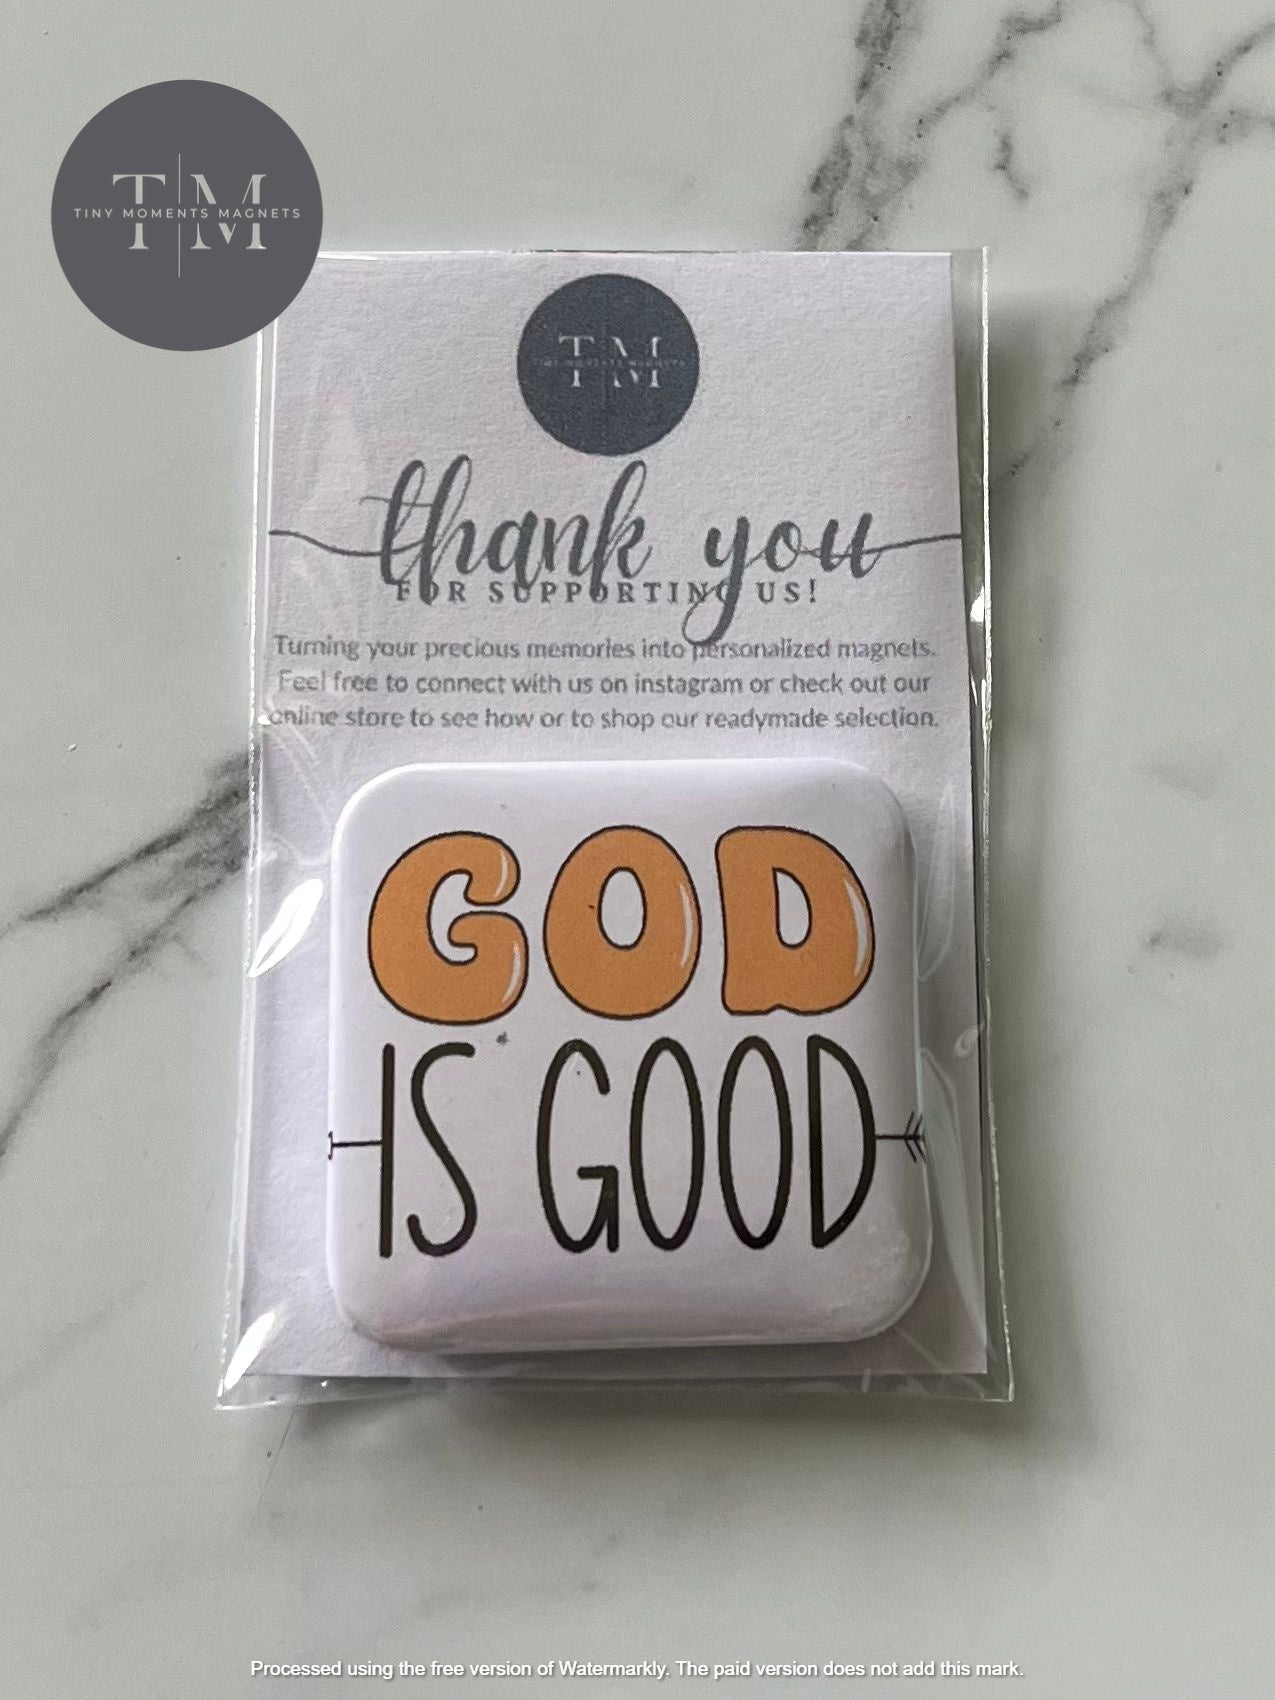 TM
TINY MOMENTS MAGNETS
TM
TINY MOMENTS MAGNETS
thank you
FOR SUPPORTING US!
Turning your precious memories into personalized magnets.
Feel free to connect with us on instagram or check out our
online store to see how or to shop our readymade selection.
GOD
IS GOOD
Processed using the free version of Watermarkly. The paid version does not add this mark.